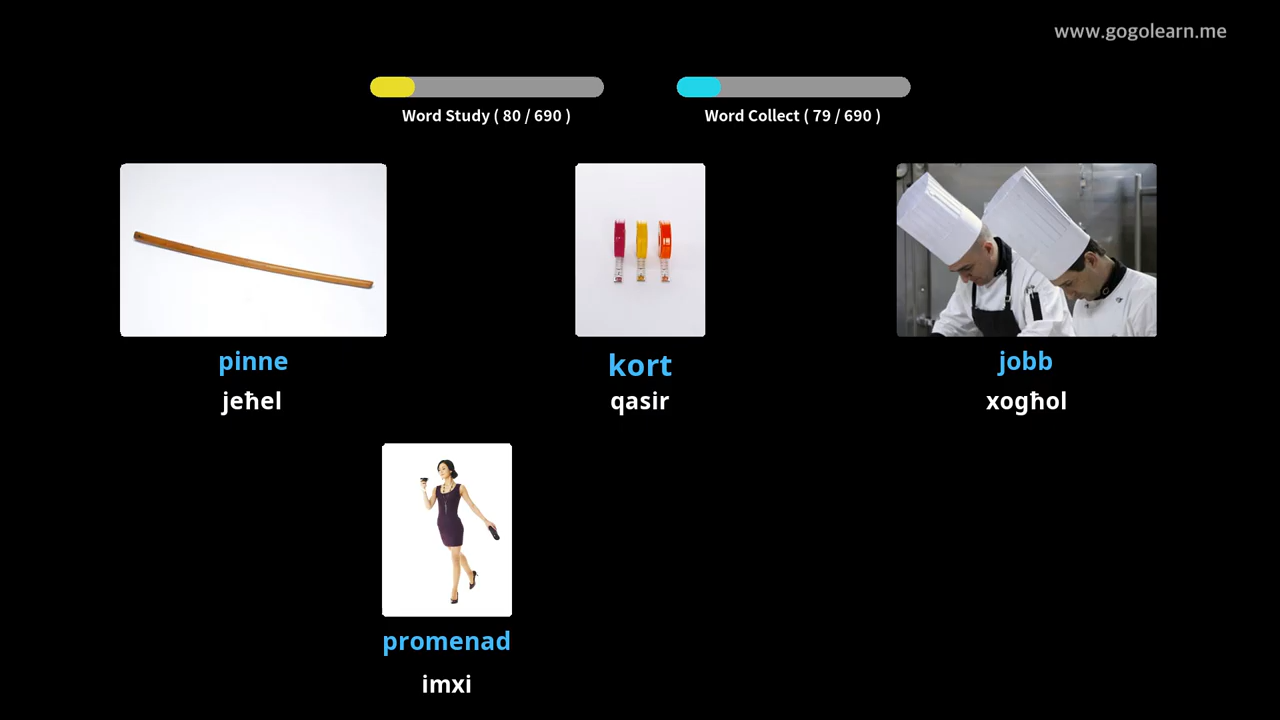 www.gogolearn.me
Word Study ( 80 / 690 )
Word Collect ( 79 / 690 )
pinne
kort
jobb
jeħel
qasir
xogħol
promenad
imxi